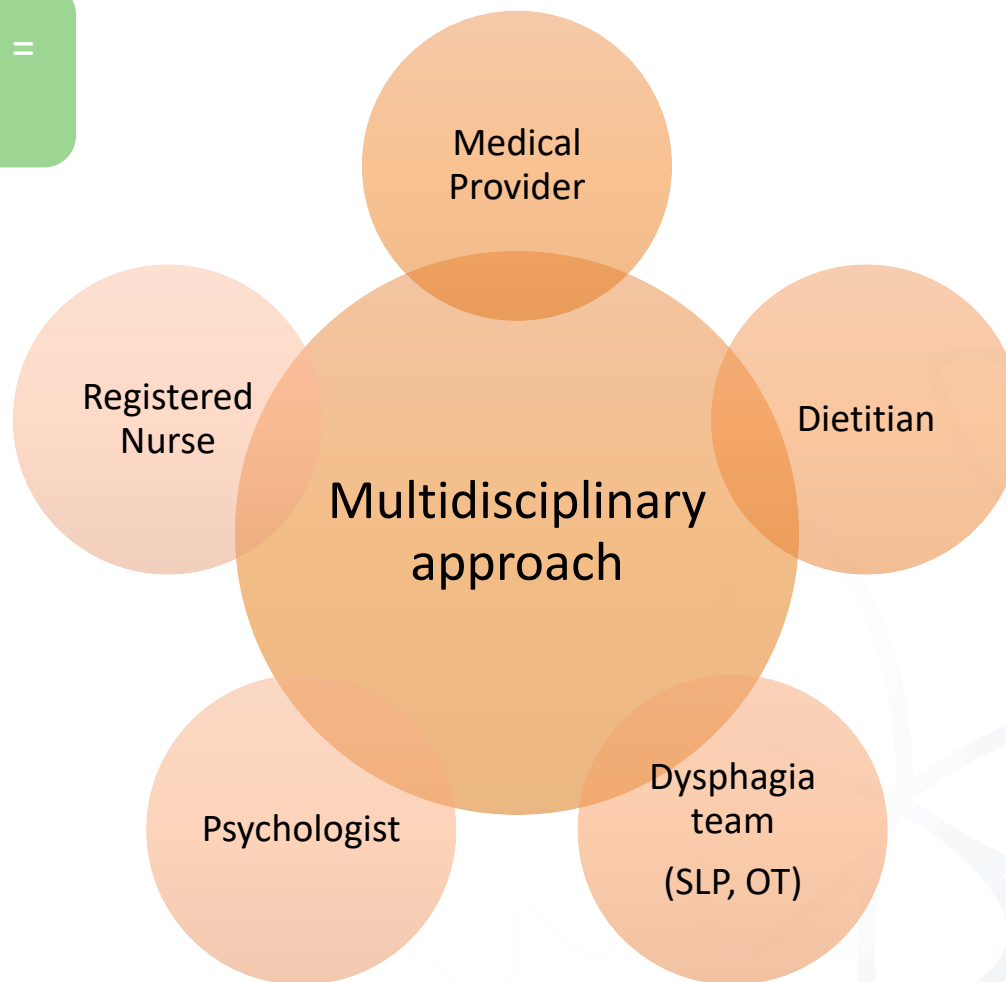 =
Medical
Provider
Registered
Nurse
Dietitian
Multidisciplinary
approach
Dysphagia
team
(SLP, OT)
Psychologist